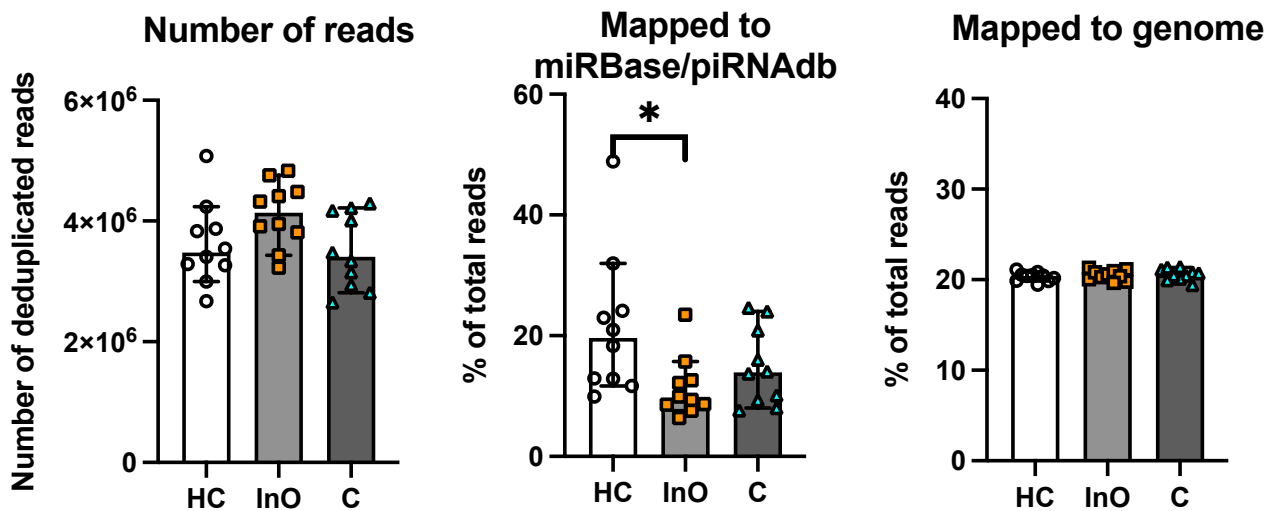 Number of reads
Number of deduplicated reads
6×10⁶
4×10⁶
2×10⁶
0
HC InO C
Mapped to
miRBase/piRNAdb
% of total reads
60
40
20
0
*
HC InO C
Mapped to genome
% of total reads
40
30
20
10
0
HC InO C